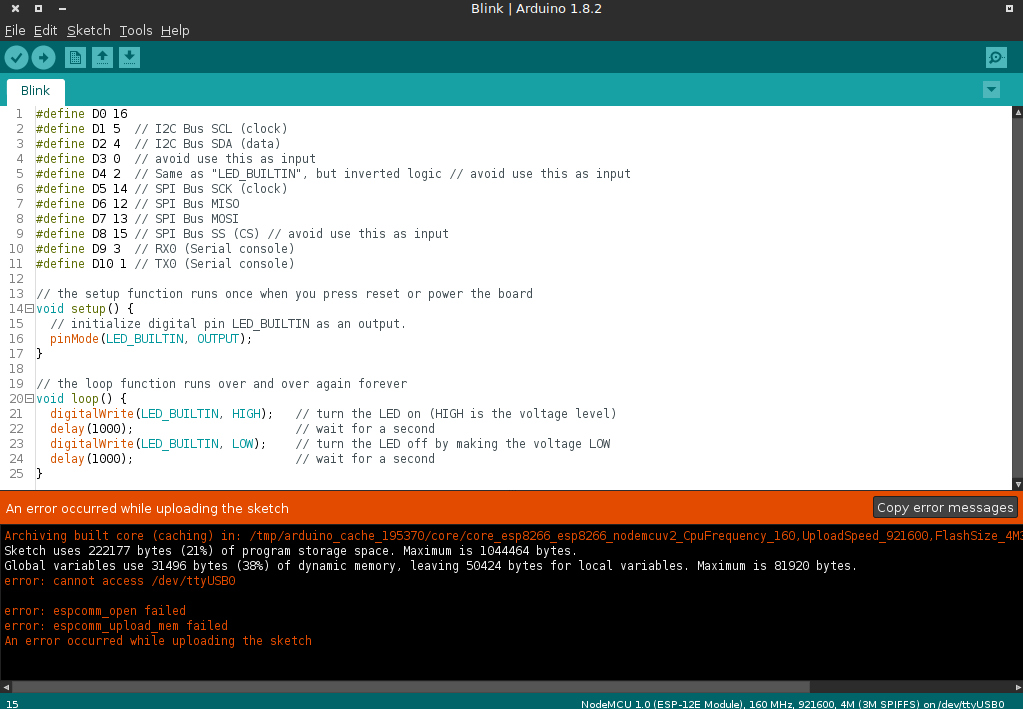 Blink | Arduino 1.8.2
File Edit Sketch Tools Help
Blink
1 #define D0 16
2 #define D1 5 // I2C Bus SCL (clock)
3 #define D2 4 // I2C Bus SDA (data)
4 #define D3 0 // avoid use this as input
5 #define D4 2 // Same as "LED_BUILTIN", but inverted logic // avoid use this as input
6 #define D5 14 // SPI Bus SCK (clock)
7 #define D6 12 // SPI Bus MISO
8 #define D7 13 // SPI Bus MOSI
9 #define D8 15 // SPI Bus SS (CS) // avoid use this as input
10 #define D9 3 // RX0 (Serial console)
11 #define D10 1 // TX0 (Serial console)
12
13 // the setup function runs once when you press reset or power the board
14 void setup() {
15 // initialize digital pin LED_BUILTIN as an output.
16 pinMode(LED_BUILTIN, OUTPUT);
17 }
18
19 // the loop function runs over and over again forever
20 void loop() {
21 digitalWrite(LED_BUILTIN, HIGH); // turn the LED on (HIGH is the voltage level)
22 delay(1000); // wait for a second
23 digitalWrite(LED_BUILTIN, LOW); // turn the LED off by making the voltage LOW
24 delay(1000); // wait for a second
25 }
An error occurred while uploading the sketch
Copy error messages
Archiving built core (caching) in: /tmp/arduino_cache_195370/core/core_esp8266_esp8266_nodemcuv2_CpuFrequency_160,UploadSpeed_921600,FlashSize_4M3
Sketch uses 222177 bytes (21%) of program storage space. Maximum is 1044464 bytes.
Global variables use 31496 bytes (38%) of dynamic memory, leaving 50424 bytes for local variables. Maximum is 81920 bytes.
error: cannot access /dev/ttyUSB0
error: espcomm_open failed
error: espcomm_upload_mem failed
An error occurred while uploading the sketch
15
NodeMCU 1.0 (ESP-12E Module), 160 MHz, 921600, 4M (3M SPIFFS) on /dev/ttyUSB0